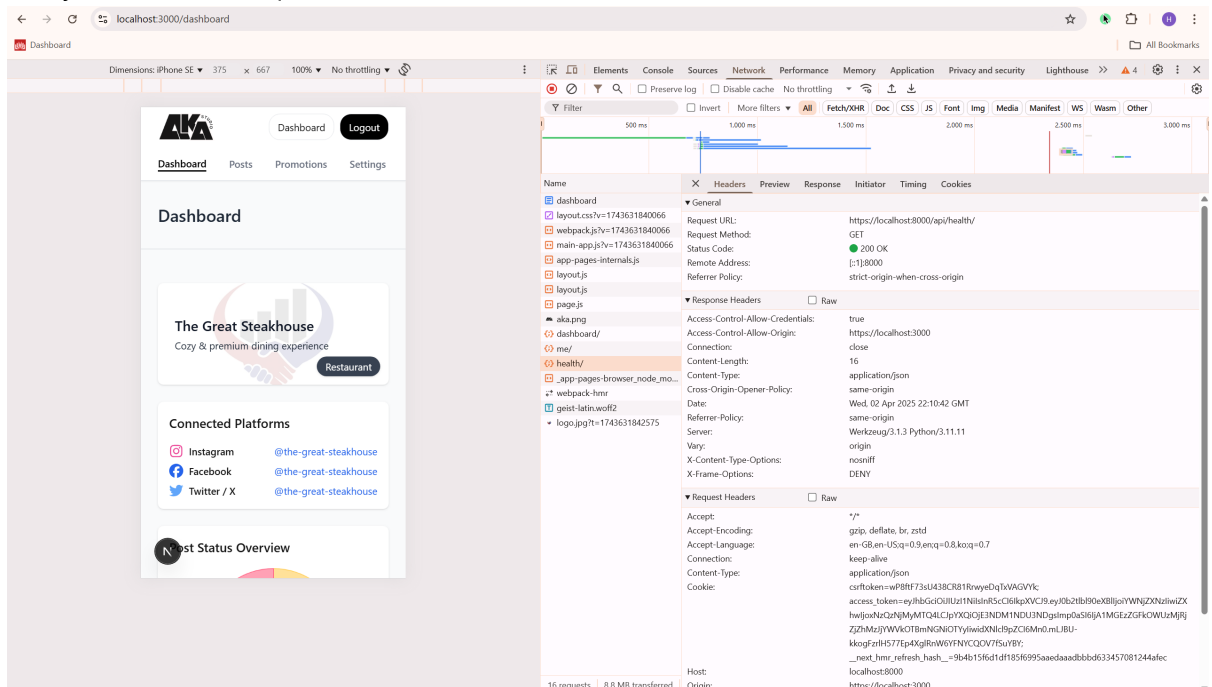 localhost:3000/dashboard
H
Dashboard
All Bookmarks
Dimensions: iPhone SE ▼ 375 x 667 100% ▼ No throttling ▼
Elements Console Sources Network Performance Memory Application Privacy and security Lighthouse 4
Preserve log Disable cache No throttling
Filter Invert More filters ▼ All Fetch/XHR Doc CSS JS Font Img Media Manifest WS Wasm Other
500 ms 1,000 ms 1,500 ms 2,000 ms 2,500 ms 3,000 ms
AKA STUDIO
Dashboard Logout
Dashboard Posts Promotions Settings
Dashboard
The Great Steakhouse
Cozy & premium dining experience
Restaurant
Connected Platforms
Instagram @the-great-steakhouse
Facebook @the-great-steakhouse
Twitter / X @the-great-steakhouse
N
Post Status Overview
Name
dashboard
layout.css?v=1743631840066
webpack.js?v=1743631840066
main-app.js?v=1743631840066
app-pages-internals.js
layout.js
layout.js
page.js
aka.png
dashboard/
me/
health/
_app-pages-browser_node_mo...
webpack-hmr
geist-latin.woff2
logo.jpg?t=1743631842575
16 requests 8.8 MB transferred
Headers Preview Response Initiator Timing Cookies
▼ General
Request URL: https://localhost:8000/api/health/
Request Method: GET
Status Code: 200 OK
Remote Address: [::1]:8000
Referrer Policy: strict-origin-when-cross-origin
▼ Response Headers Raw
Access-Control-Allow-Credentials: true
Access-Control-Allow-Origin: https://localhost:3000
Connection: close
Content-Length: 16
Content-Type: application/json
Cross-Origin-Opener-Policy: same-origin
Date: Wed, 02 Apr 2025 22:10:42 GMT
Referrer-Policy: same-origin
Server: Werkzeug/3.1.3 Python/3.11.11
Vary: origin
X-Content-Type-Options: nosniff
X-Frame-Options: DENY
▼ Request Headers Raw
Accept: */*
Accept-Encoding: gzip, deflate, br, zstd
Accept-Language: en-GB,en-US;q=0.9,en;q=0.8,ko;q=0.7
Connection: keep-alive
Content-Type: application/json
Cookie:
Host: localhost:8000
Origin: https://localhost:3000